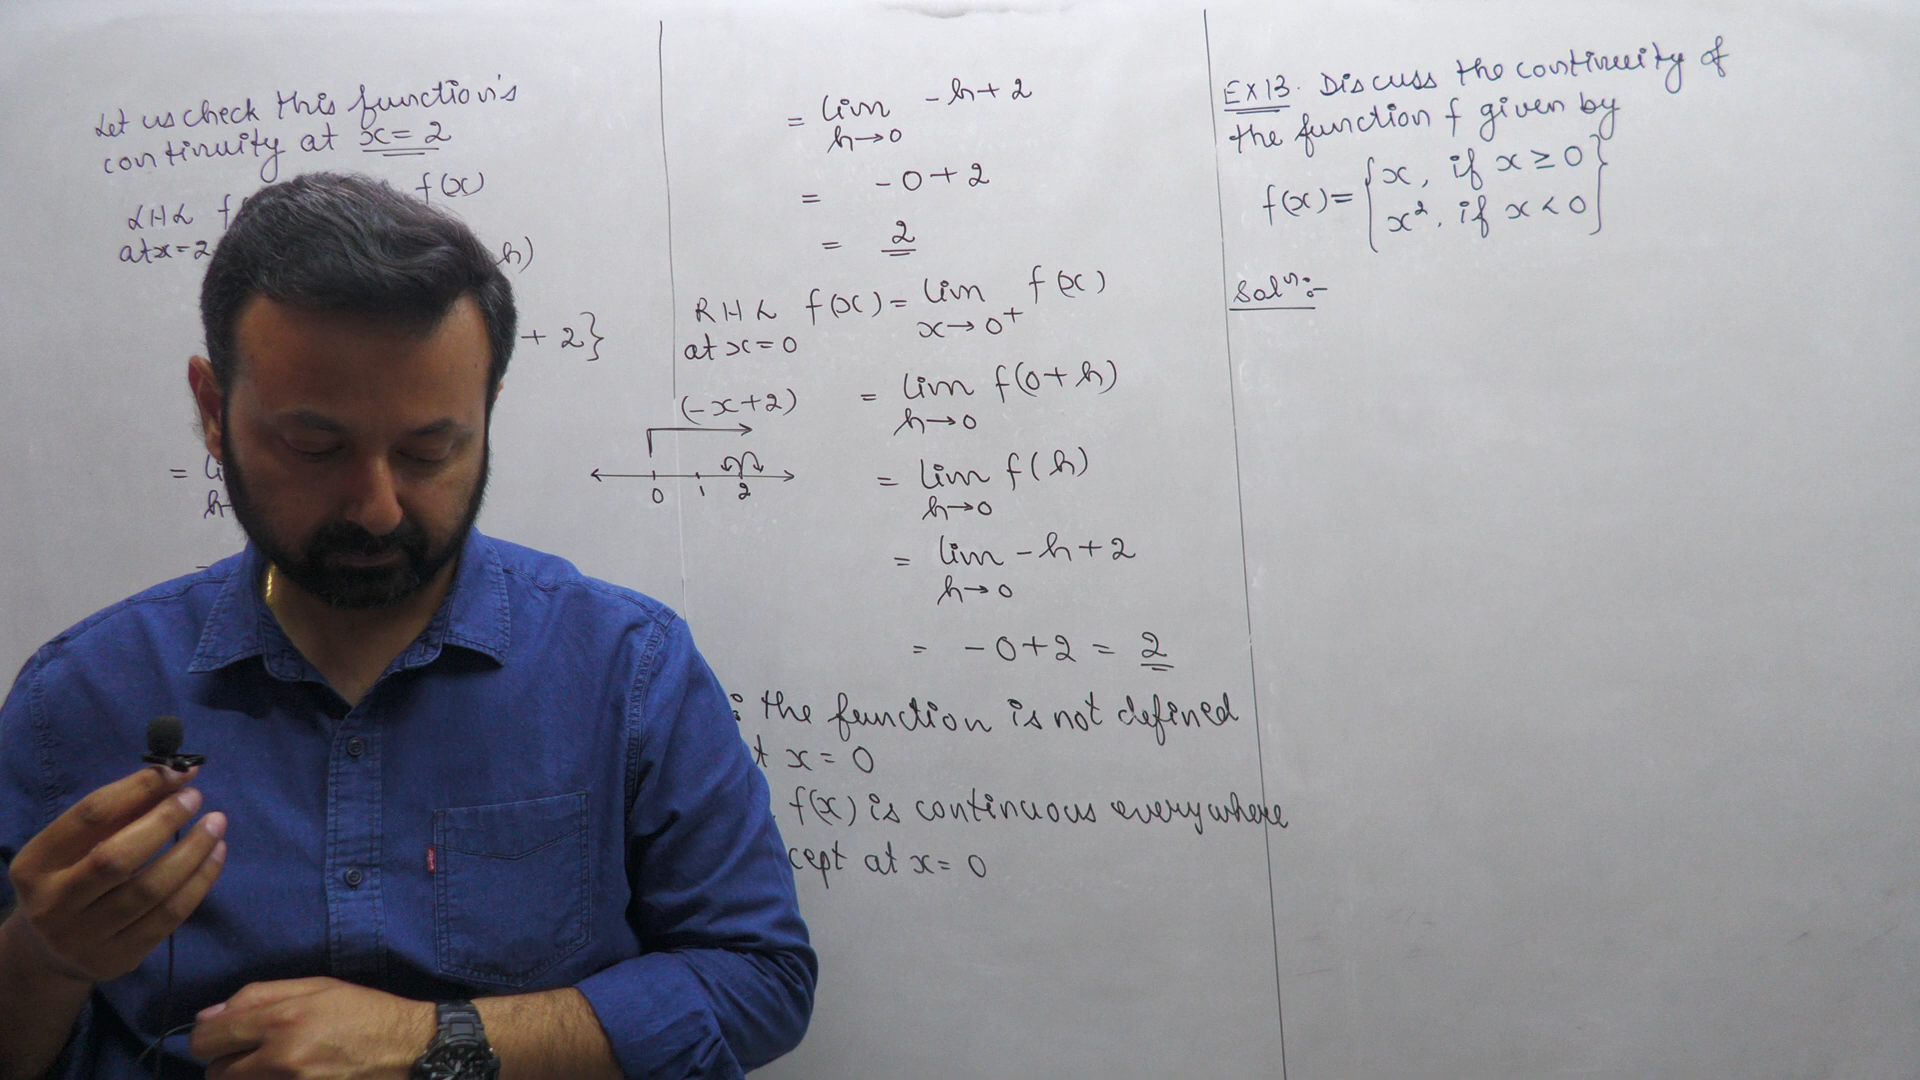 Let us check this function's
continuity at x = 2
LHL f(x)
at x = 2 h)
+ 2}
=
h
(-x+2)
0 1 2
= lim -h+2
h→0
= -0+2
= 2
RHL f(x) = lim f(x)
at x = 0 x→0⁺
= lim f(0+h)
h→0
= lim f(h)
h→0
= lim -h+2
h→0
= -0+2 = 2
the function is not defined
x = 0
f(x) is continuous everywhere
cept at x = 0
EX 13. Discuss the continuity of
the function f given by
f(x) = { x, if x ≥ 0
x², if x < 0 }
Solⁿ:-